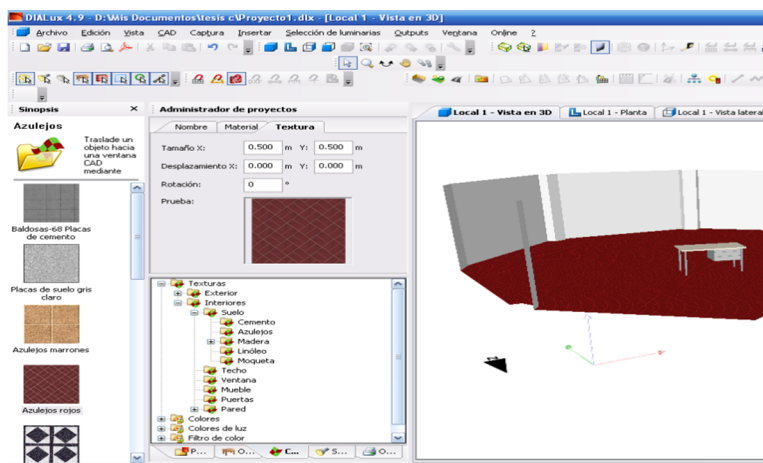 DIALux 4.9 - D:\Mis Documentos\tesis c\Proyecto1.dlx - [Local 1 - Vista en 3D]
Archivo Edición Vista CAD Captura Insertar Selección de luminarias Outputs Ventana Online ?
Sinopsis
Azulejos
Traslade un
objeto hacia
una ventana
CAD
mediante
Baldosas-68 Placas
de cemento
Placas de suelo gris
claro
Azulejos marrones
Azulejos rojos
Administrador de proyectos
Nombre Material Textura
Tamaño X: 0.500 m Y: 0.500 m
Desplazamiento X: 0.000 m Y: 0.000 m
Rotación: 0 °
Prueba:
Texturas
Exterior
Interiores
Suelo
Cemento
Azulejos
Madera
Linóleo
Moqueta
Techo
Ventana
Mueble
Puertas
Pared
Colores
Colores de luz
Filtro de color
P... O... C... S... O...
Local 1 - Vista en 3D Local 1 - Planta Local 1 - Vista lateral